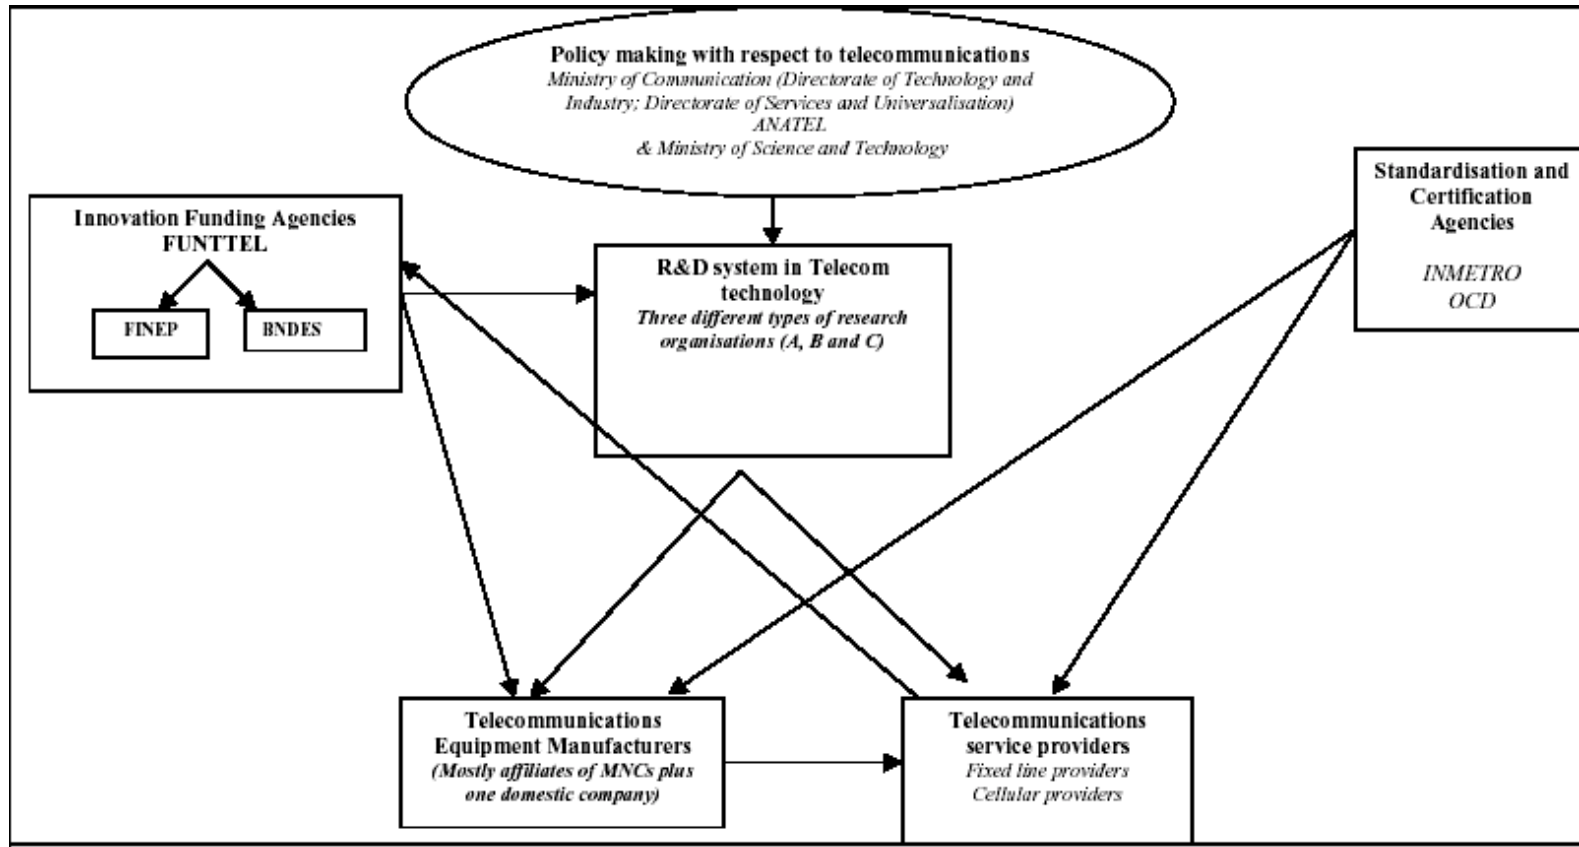 Policy making with respect to telecommunications
Ministry of Communication (Directorate of Technology and
Industry; Directorate of Services and Universalisation)
ANATEL
& Ministry of Science and Technology
Standardisation and
Certification
Agencies
INMETRO
OCD
Innovation Funding Agencies
FUNTTEL
FINEP
BNDES
R&D system in Telecom
technology
Three different types of research
organisations (A, B and C)
Telecommunications
Equipment Manufacturers
(Mostly affiliates of MNCs plus
one domestic company)
Telecommunications
service providers
Fixed line providers
Cellular providers